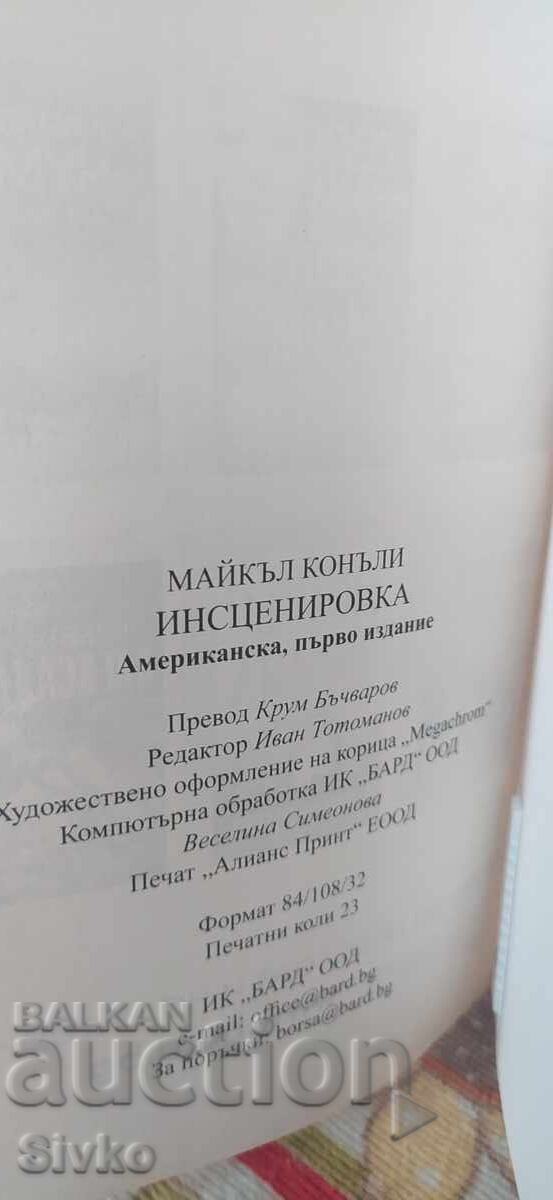 МАЙКЪЛ КОНЪЛИ
ИНСЦЕНИРОВКА
Американска, първо издание
Превод Крум Бъчваров
Редактор Иван Тотоманов
Художествено оформление на корица „Megachrom“
Компютърна обработка ИК „БАРД“ ООД
Веселина Симеонова
Печат „Алианс Принт“ ЕООД
Формат 84/108/32
Печатни коли 23
ИК „БАРД“ ООД
e-mail: office@bard.bg
За поръчки: borsa@bard.bg
BALKAN
auction
Sivko